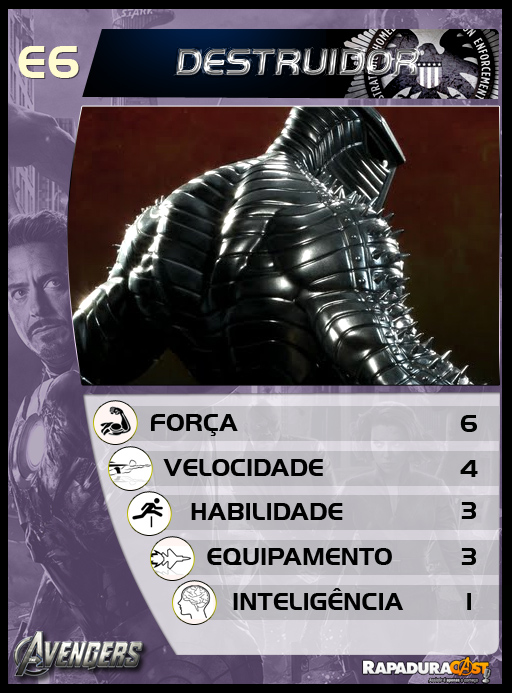 E6
DESTRUIDOR
FORÇA 6
VELOCIDADE 4
HABILIDADE 3
EQUIPAMENTO 3
INTELIGÊNCIA 1
AVENGERS
RAPADURACAST